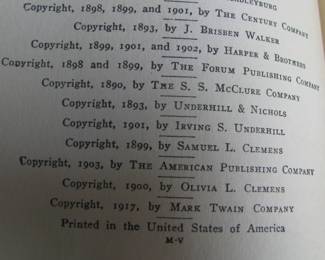 Copyright, 1898, 1899, and 1901, by The Century Company
Copyright, 1893, by J. Brisben Walker
Copyright, 1899, 1901, and 1902, by Harper & Brothers
Copyright, 1898 and 1899, by The Forum Publishing Company
Copyright, 1890, by The S. S. McClure Company
Copyright, 1893, by Underhill & Nichols
Copyright, 1901, by Irving S. Underhill
Copyright, 1899, by Samuel L. Clemens
Copyright, 1903, by The American Publishing Company
Copyright, 1900, by Olivia L. Clemens
Copyright, 1917, by Mark Twain Company
Printed in the United States of America
M-V